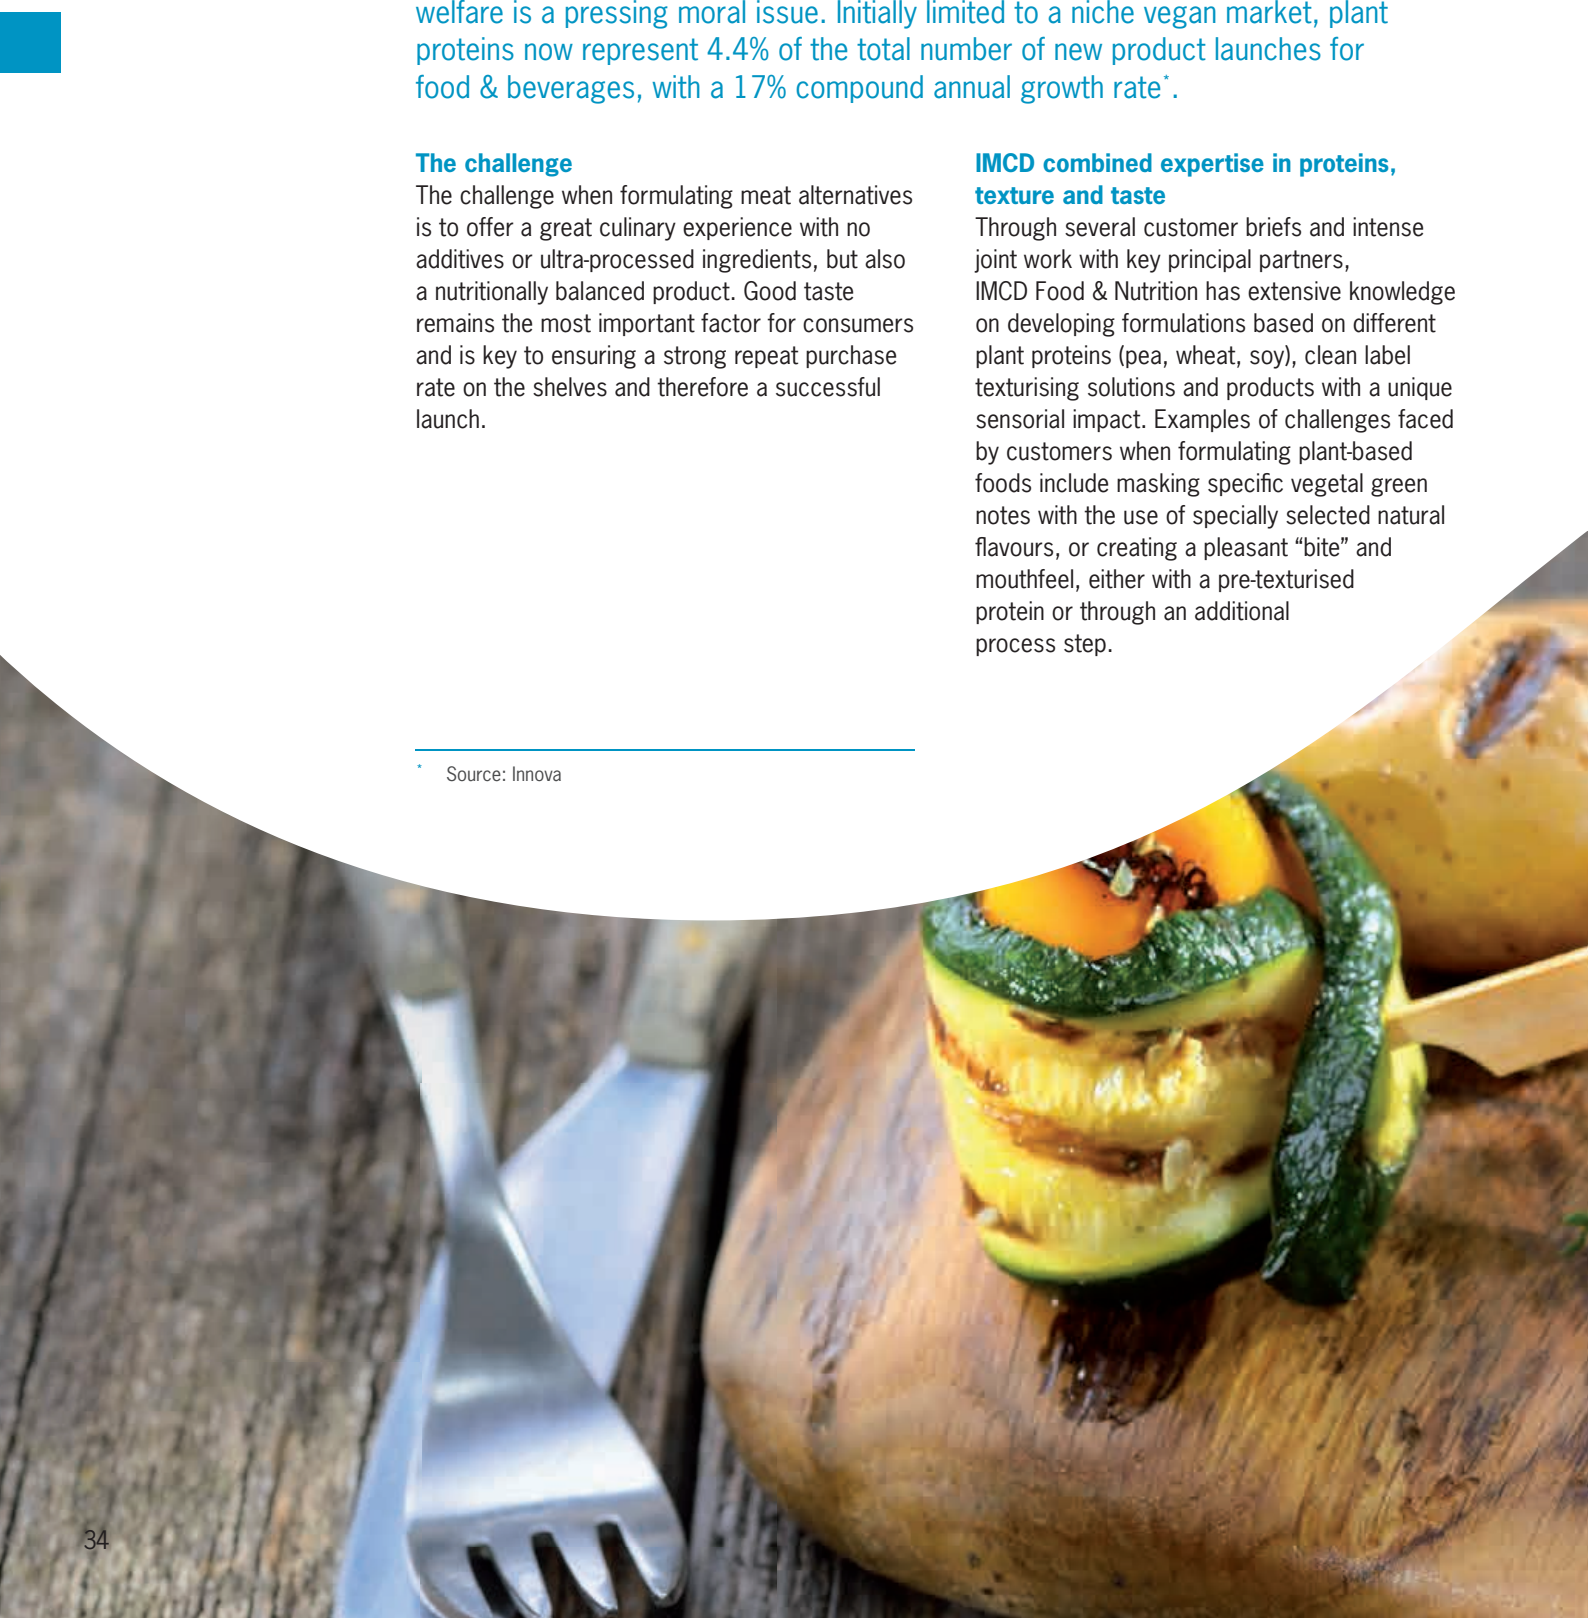 welfare is a pressing moral issue. Initially limited to a niche vegan market, plant
proteins now represent 4.4% of the total number of new product launches for
food & beverages, with a 17% compound annual growth rate*.
The challenge
The challenge when formulating meat alternatives
is to offer a great culinary experience with no
additives or ultra-processed ingredients, but also
a nutritionally balanced product. Good taste
remains the most important factor for consumers
and is key to ensuring a strong repeat purchase
rate on the shelves and therefore a successful
launch.
* Source: Innova
IMCD combined expertise in proteins,
texture and taste
Through several customer briefs and intense
joint work with key principal partners,
IMCD Food & Nutrition has extensive knowledge
on developing formulations based on different
plant proteins (pea, wheat, soy), clean label
texturising solutions and products with a unique
sensorial impact. Examples of challenges faced
by customers when formulating plant-based
foods include masking specific vegetal green
notes with the use of specially selected natural
flavours, or creating a pleasant “bite” and
mouthfeel, either with a pre-texturised
protein or through an additional
process step.
34